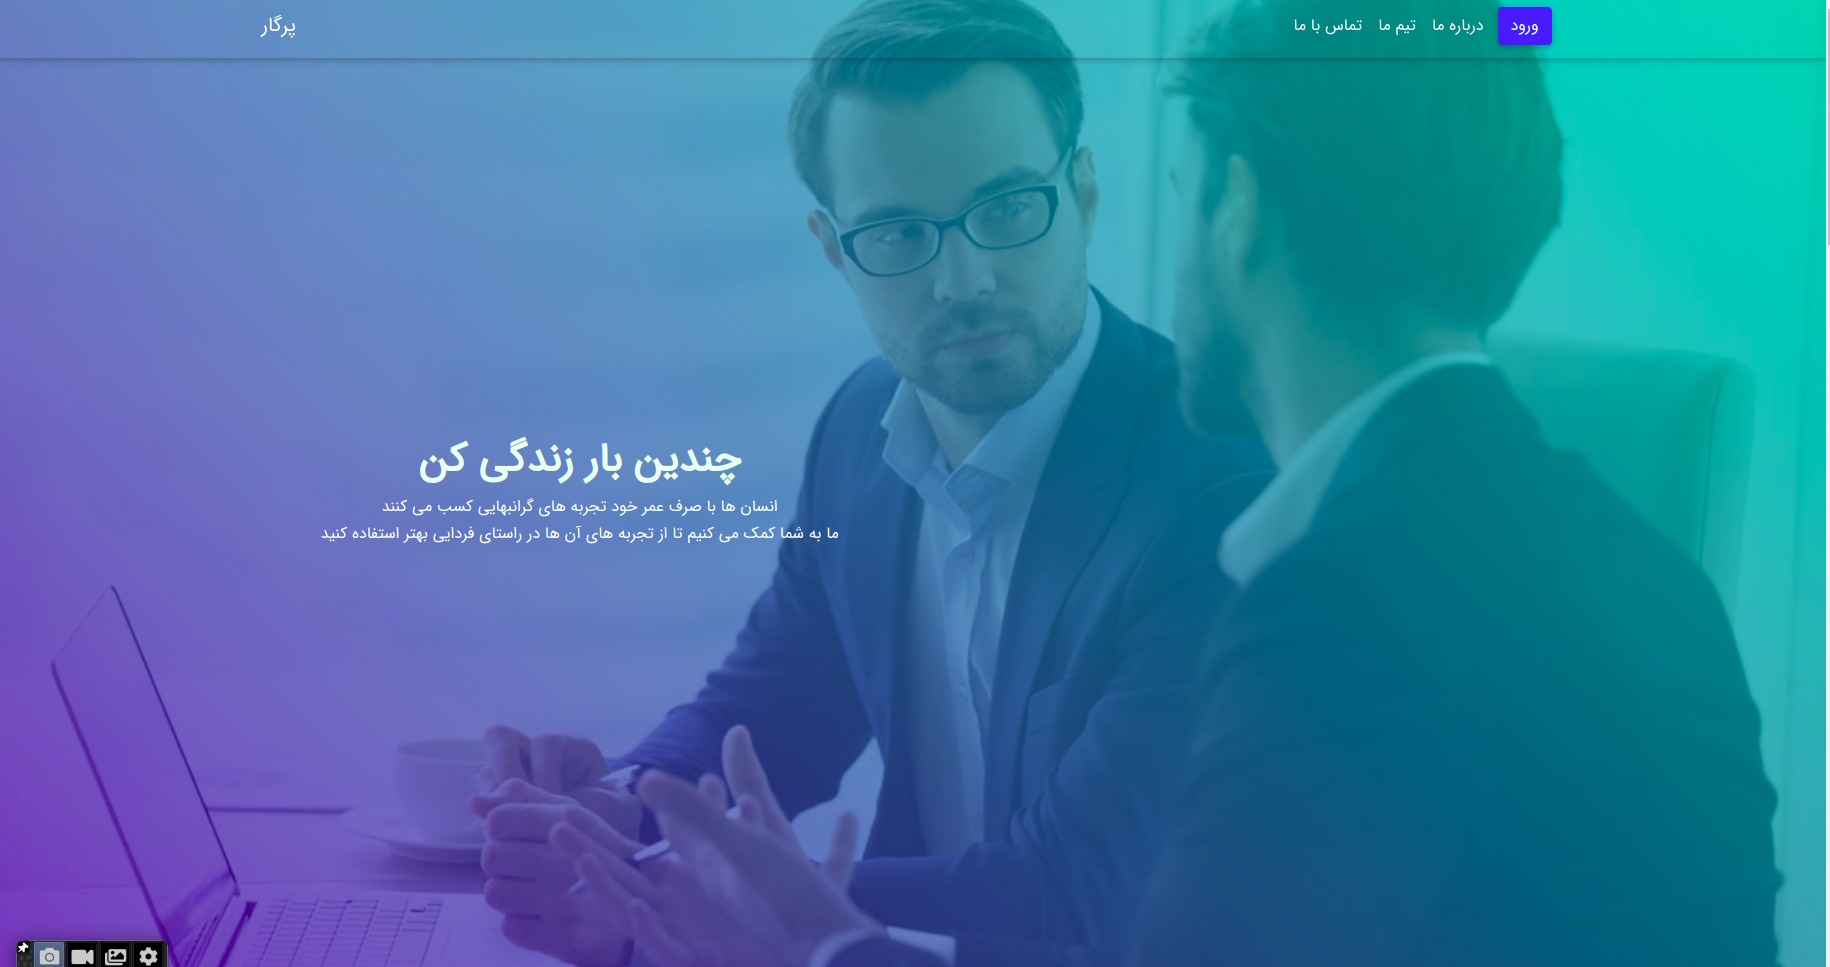 ورود
درباره ما
تیم ما
تماس با ما
پرگار
چندین بار زندگی کن
انسان ها با صرف عمر خود تجربه های گرانبهایی کسب می کنند
ما به شما کمک می کنیم تا از تجربه های آن ها در راستای فردایی بهتر استفاده کنید